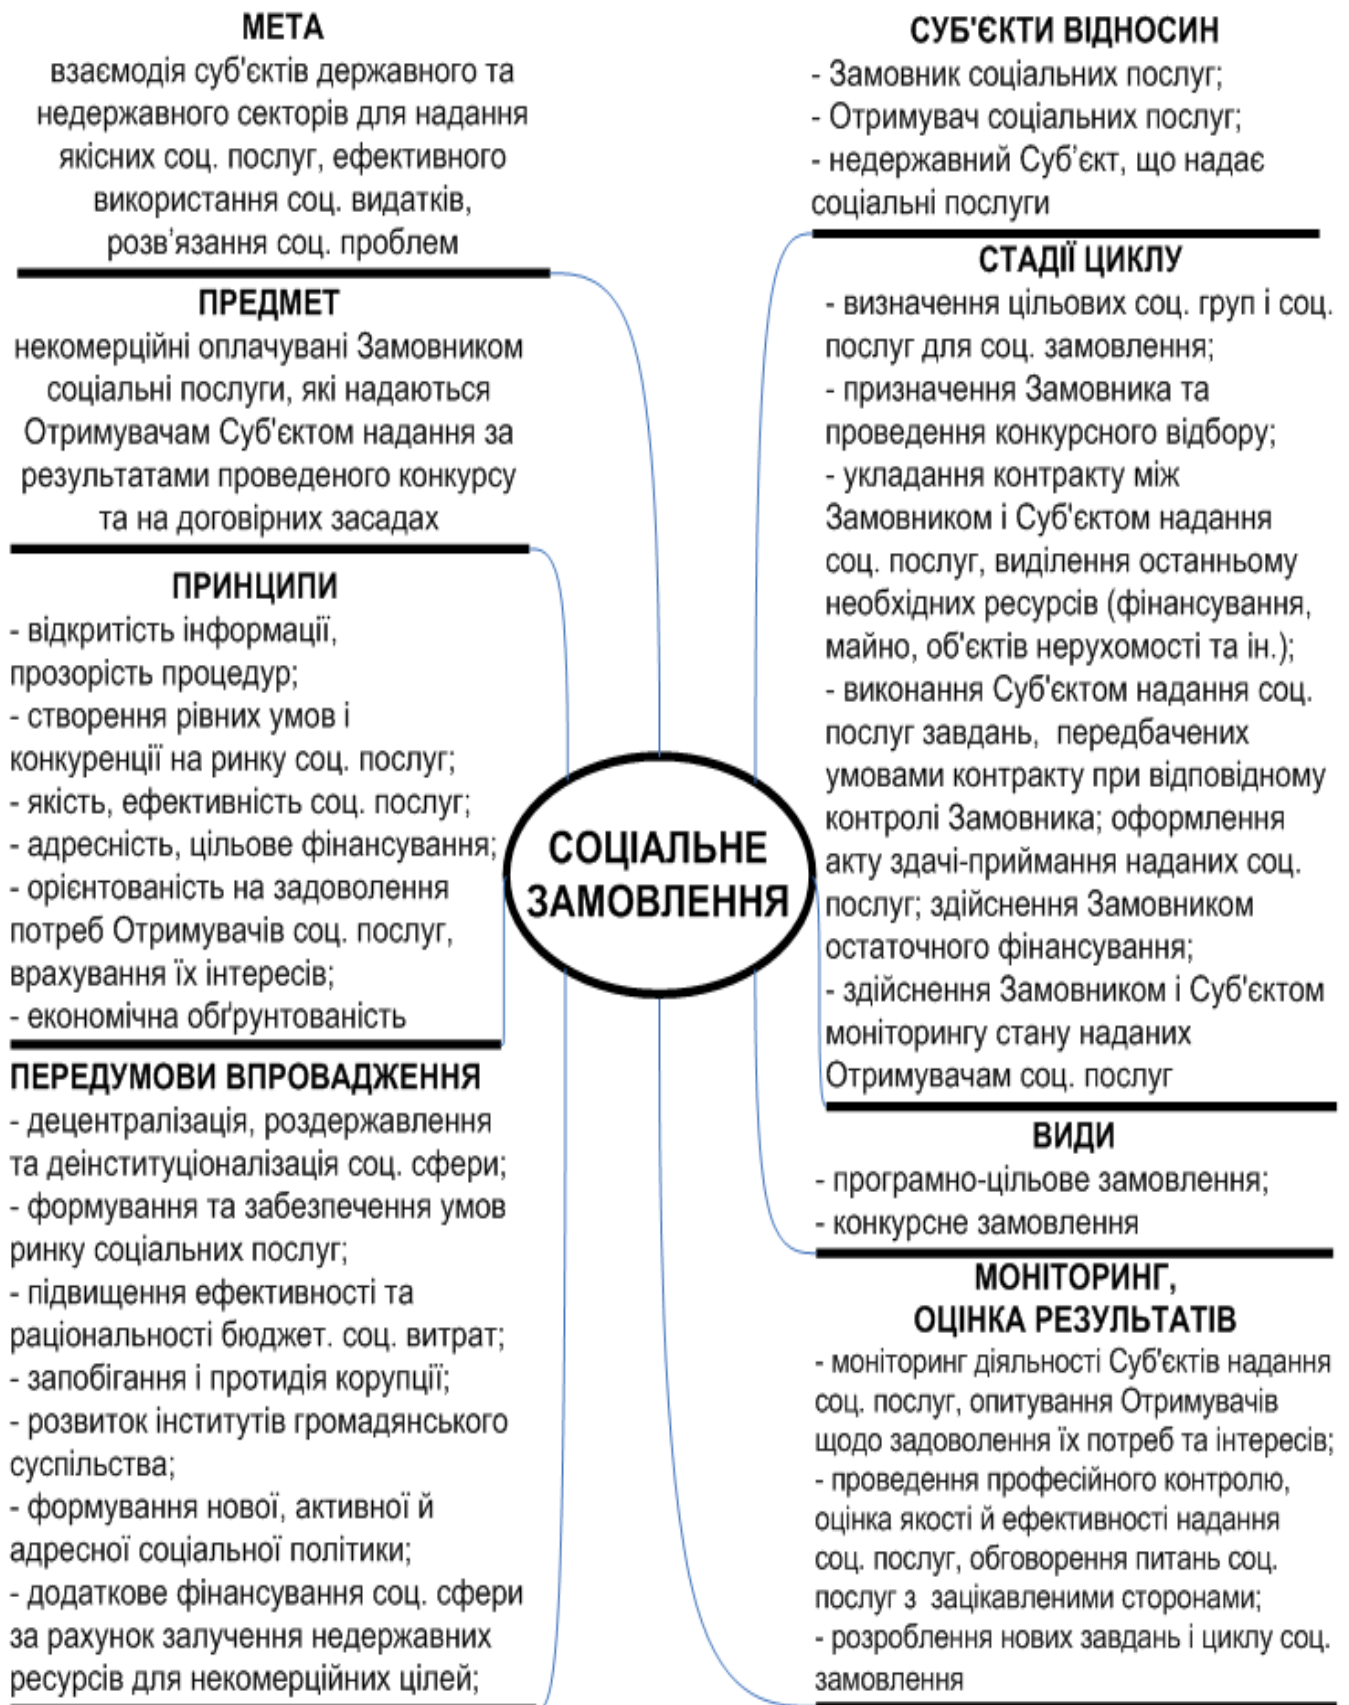 МЕТА
взаємодія суб'єктів державного та
недержавного секторів для надання
якісних соц. послуг, ефективного
використання соц. видатків,
розв’язання соц. проблем
ПРЕДМЕТ
некомерційні оплачувані Замовником
соціальні послуги, які надаються
Отримувачам Суб'єктом надання за
результатами проведеного конкурсу
та на договірних засадах
ПРИНЦИПИ
- відкритість інформації,
прозорість процедур;
- створення рівних умов і
конкуренції на ринку соц. послуг;
- якість, ефективність соц. послуг;
- адресність, цільове фінансування;
- орієнтованість на задоволення
потреб Отримувачів соц. послуг,
врахування їх інтересів;
- економічна обґрунтованість
ПЕРЕДУМОВИ ВПРОВАДЖЕННЯ
- децентралізація, роздержавлення
та деінституціоналізація соц. сфери;
- формування та забезпечення умов
ринку соціальних послуг;
- підвищення ефективності та
раціональності бюджет. соц. витрат;
- запобігання і протидія корупції;
- розвиток інститутів громадянського
суспільства;
- формування нової, активної й
адресної соціальної політики;
- додаткове фінансування соц. сфери
за рахунок залучення недержавних
ресурсів для некомерційних цілей;
СОЦІАЛЬНЕ
ЗАМОВЛЕННЯ
СУБ'ЄКТИ ВІДНОСИН
- Замовник соціальних послуг;
- Отримувач соціальних послуг;
- недержавний Суб’єкт, що надає
соціальні послуги
СТАДІЇ ЦИКЛУ
- визначення цільових соц. груп і соц.
послуг для соц. замовлення;
- призначення Замовника та
проведення конкурсного відбору;
- укладання контракту між
Замовником і Суб'єктом надання
соц. послуг, виділення останньому
необхідних ресурсів (фінансування,
майно, об'єктів нерухомості та ін.);
- виконання Суб'єктом надання соц.
послуг завдань, передбачених
умовами контракту при відповідному
контролі Замовника; оформлення
акту здачі-приймання наданих соц.
послуг; здійснення Замовником
остаточного фінансування;
- здійснення Замовником і Суб'єктом
моніторингу стану наданих
Отримувачам соц. послуг
ВИДИ
- програмно-цільове замовлення;
- конкурсне замовлення
МОНІТОРИНГ,
ОЦІНКА РЕЗУЛЬТАТІВ
- моніторинг діяльності Суб'єктів надання
соц. послуг, опитування Отримувачів
щодо задоволення їх потреб та інтересів;
- проведення професійного контролю,
оцінка якості й ефективності надання
соц. послуг, обговорення питань соц.
послуг з зацікавленими сторонами;
- розроблення нових завдань і циклу соц.
замовлення